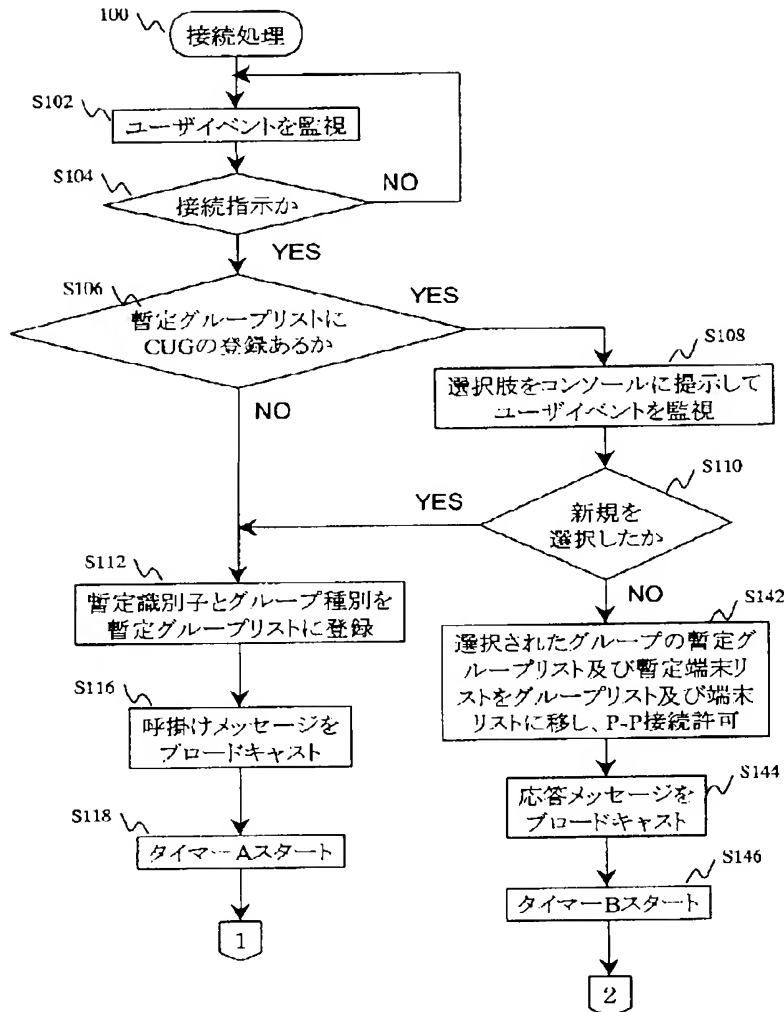 100
接続処理
S102
ユーザイベントを監視
S104
NO
接続指示か
YES
S106
YES
暫定グループリストに
CUGの登録あるか
S108
選択肢をコンソールに提示して
ユーザイベントを監視
NO
S110
YES
新規を
選択したか
S112
NO
暫定識別子とグループ種別を
暫定グループリストに登録
S142
選択されたグループの暫定グ
ループリスト及び暫定端末リ
ストをグループリスト及び端末
リストに移し、P-P接続許可
S116
呼掛けメッセージを
ブロードキャスト
S144
応答メッセージを
ブロードキャスト
S118
タイマーAスタート
S146
タイマーBスタート
1
2